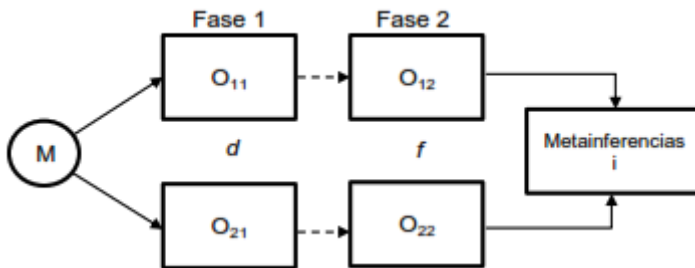 Fase 1
Fase 2
O₁₁
O₁₂
M
d
f
Metainferencias
i
O₂₁
O₂₂